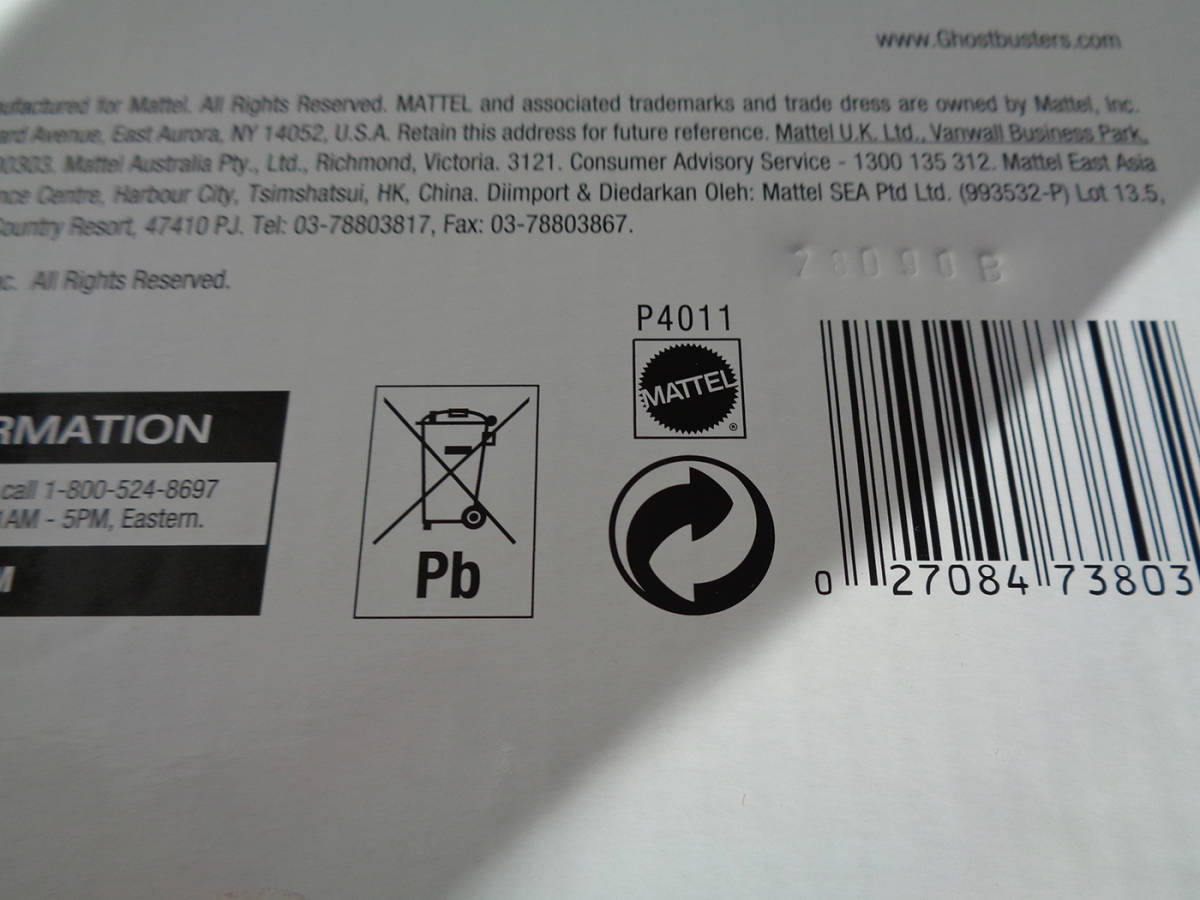 www.Ghostbusters.com
nufactured for Mattel. All Rights Reserved. MATTEL and associated trademarks and trade dress are owned by Mattel, Inc.
ard Avenue, East Aurora, NY 14052, U.S.A. Retain this address for future reference. Mattel U.K. Ltd., Vanwall Business Park,
00303. Mattel Australia Pty., Ltd., Richmond, Victoria. 3121. Consumer Advisory Service - 1300 135 312. Mattel East Asia
nce Centre, Harbour City, Tsimshatsui, HK, China. Diimport & Diedarkan Oleh: Mattel SEA Ptd Ltd. (993532-P) Lot 13.5,
Country Resort, 47410 PJ. Tel: 03-78803817, Fax: 03-78803867.
c. All Rights Reserved.
P4011
MATTEL
®
RMATION
call 1-800-524-8697
1AM - 5PM, Eastern.
M
Pb
0 27084 73803